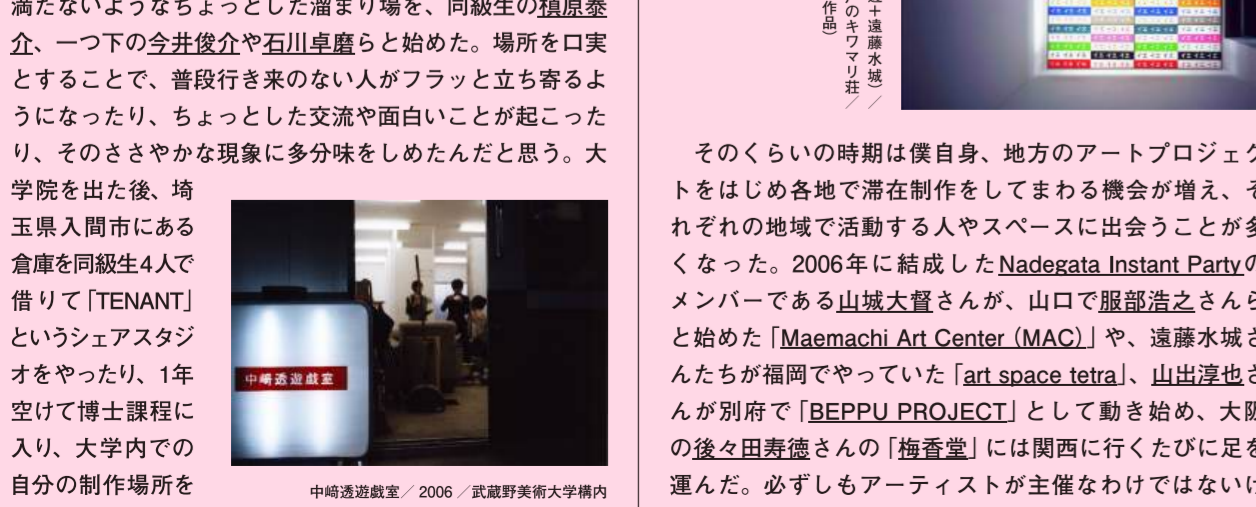 満たないようなちょっとした溜まり場を、同級生の槙原泰
介、一つ下の今井俊介や石川卓磨らと始めた。場所を口実
とすることで、普段行き来のない人がフラッと立ち寄るよ
うになったり、ちょっとした交流や面白いことが起こった
り、そのささやかな現象に多分味をしめたんだと思う。大
学院を出た後、埼
玉県入間市にある
倉庫を同級生4人で
借りて「TENANT」
というシェアスタジ
オをやったり、1年
空けて博士課程に
入り、大学内での
自分の制作場所を
中﨑透遊戯室
中﨑透遊戯室／2006／武蔵野美術大学構内
＋遠藤水城）／
のキワマリ荘／
作品）
そのくらいの時期は僕自身、地方のアートプロジェク
トをはじめ各地で滞在制作をしてまわる機会が増え、そ
れぞれの地域で活動する人やスペースに出会うことが多
くなった。2006年に結成したNadegata Instant Partyの
メンバーである山城大督さんが、山口で服部浩之さんら
と始めた「Maemachi Art Center (MAC)」や、遠藤水城さ
んたちが福岡でやっていた「art space tetra」、山出淳也さ
んが別府で「BEPPU PROJECT」として動き始め、大阪
の後々田寿徳さんの「梅香堂」には関西に行くたびに足を
運んだ。必ずしもアーティストが主催なわけではないけ